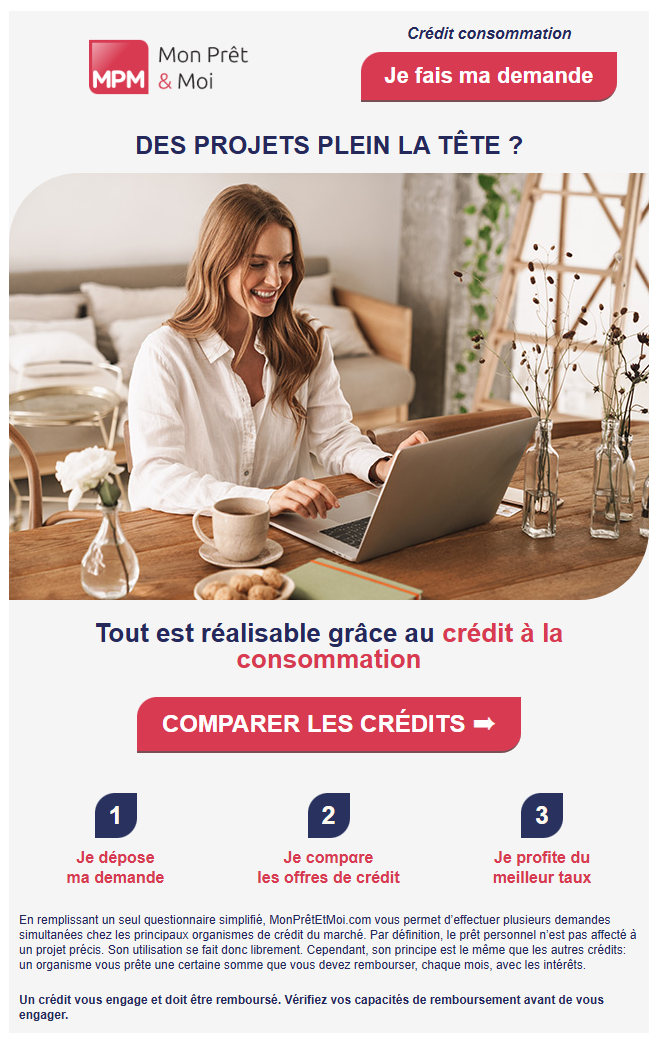 MPM
Mon Prêt
& Moi
Crédit consommation
Je fais ma demande
DES PROJETS PLEIN LA TÊTE ?
Tout est réalisable grâce au crédit à la
consommation
COMPARER LES CRÉDITS ➡
1
2
3
Je dépose
ma demande
Je compare
les offres de crédit
Je profite du
meilleur taux
En remplissant un seul questionnaire simplifié, MonPrêtEtMoi.com vous permet d'effectuer plusieurs demandes
simultanées chez les principaux organismes de crédit du marché. Par définition, le prêt personnel n'est pas affecté à
un projet précis. Son utilisation se fait donc librement. Cependant, son principe est le même que les autres crédits:
un organisme vous prête une certaine somme que vous devez rembourser, chaque mois, avec les intérêts.
Un crédit vous engage et doit être remboursé. Vérifiez vos capacités de remboursement avant de vous
engager.